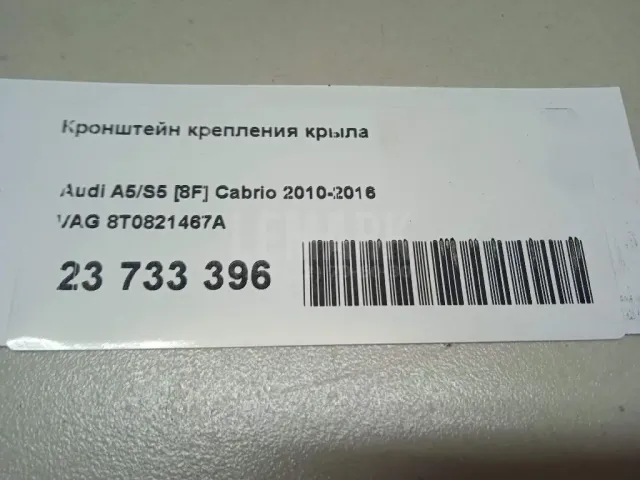 Кронштейн крепления крыла
Audi A5/S5 [8F] Cabrio 2010-2016
VAG 8T0821467A
23 733 396